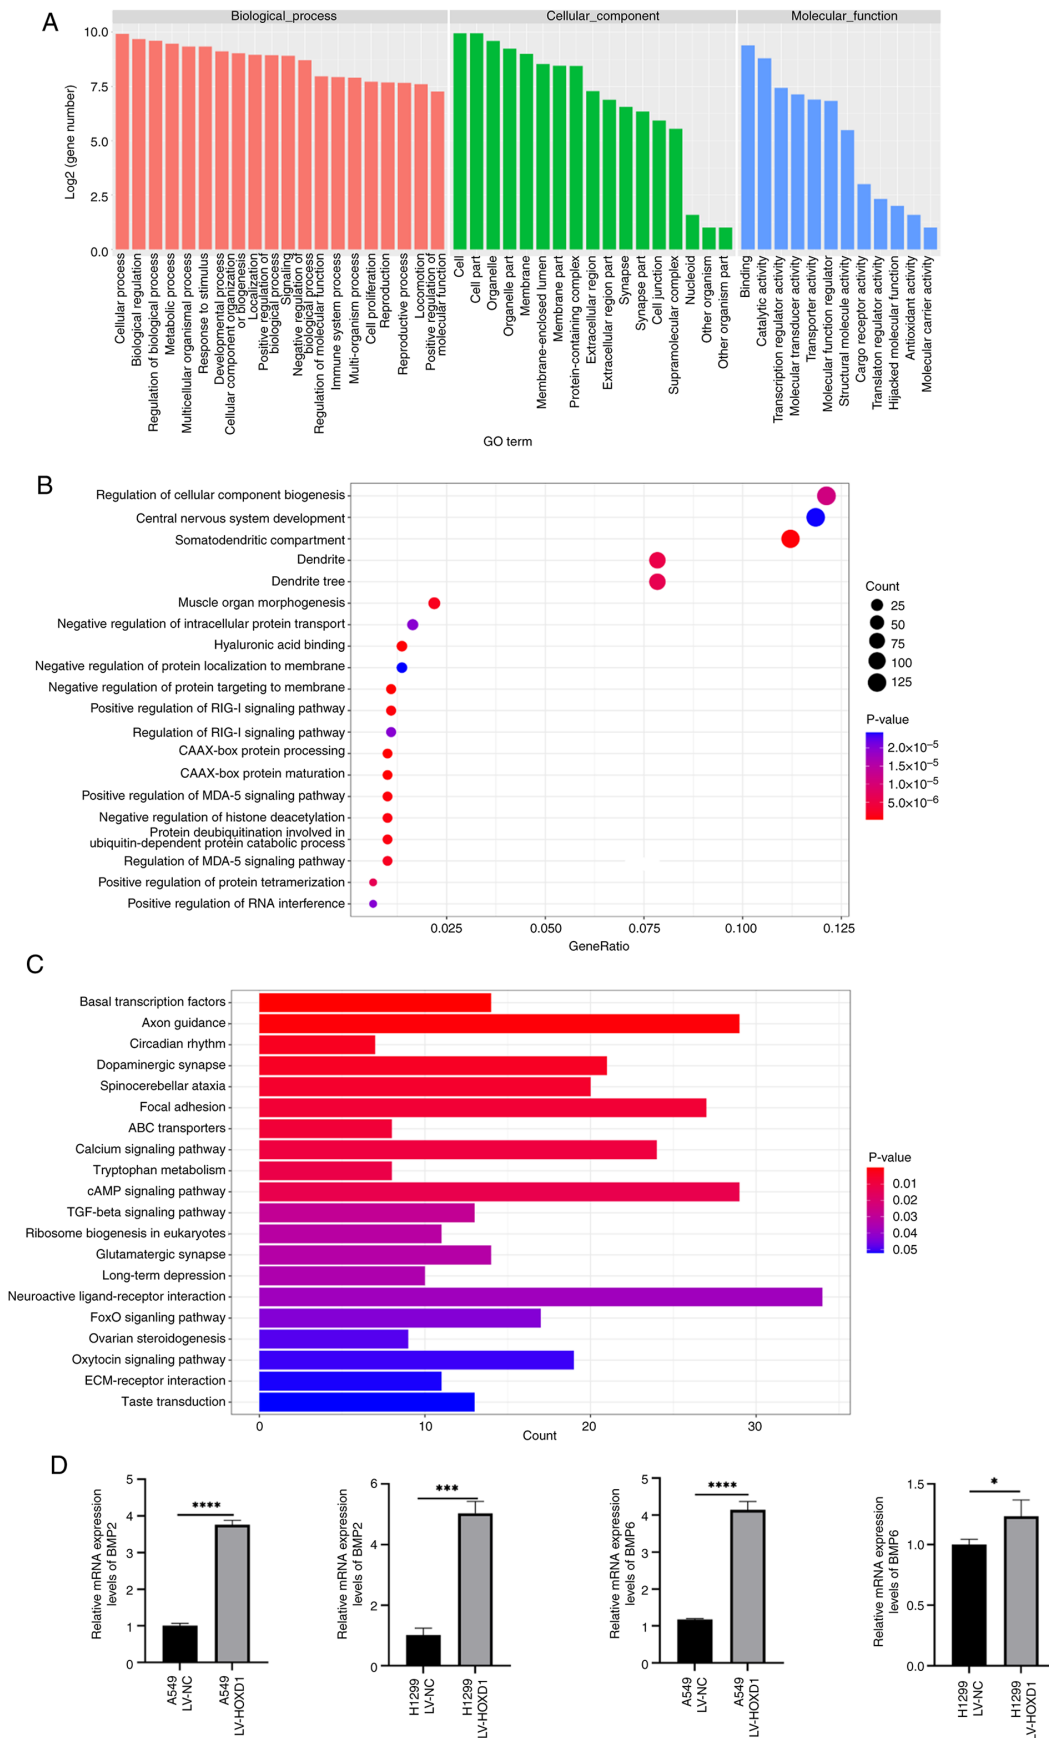 A
Biological_process
Cellular_component
Molecular_function
Log2 (gene number)
10.0
7.5
5.0
2.5
0.0
Cellular process
Biological regulation
Regulation of biological process
Metabolic process
Multicellular organismal process
Response to stimulus
Developmental process
Cellular component organization
or biogenesis
Localization
Positive regulation of
biological process
Signaling
Negative regulation of
biological process
Regulation of molecular function
Immune system process
Multi-organism process
Cell proliferation
Reproduction
Reproductive process
Locomotion
Positive regulation of
molecular function
Cell
Cell part
Organelle
Organelle part
Membrane
Membrane-enclosed lumen
Membrane part
Protein-containing complex
Extracellular region
Extracellular region part
Synapse
Synapse part
Cell junction
Supramolecular complex
Nucleoid
Other organism
Other organism part
Binding
Catalytic activity
Transcription regulator activity
Molecular transducer activity
Transporter activity
Molecular function regulator
Structural molecule activity
Cargo receptor activity
Translaton regulator activity
Hijacked molecular function
Antioxidant activity
Molecular carrier activity
GO term
B
Regulation of cellular component biogenesis
Central nervous system development
Somatodendritic compartment
Dendrite
Dendrite tree
Muscle organ morphogenesis
Negative regulation of intracellular protein transport
Hyaluronic acid binding
Negative regulation of protein localization to membrane
Negative regulation of protein targeting to membrane
Positive regulation of RIG-I signaling pathway
Regulation of RIG-I signaling pathway
CAAX-box protein processing
CAAX-box protein maturation
Positive regulation of MDA-5 signaling pathway
Negative regulation of histone deacetylation
Protein deubiquitination involved in
ubiquitin-dependent protein catabolic process
Regulation of MDA-5 signaling pathway
Positive regulation of protein tetramerization
Positive regulation of RNA interference
0.025
0.050
0.075
0.100
0.125
GeneRatio
Count
25
50
75
100
125
P-value
2.0×10⁻⁵
1.5×10⁻⁵
1.0×10⁻⁵
5.0×10⁻⁶
C
Basal transcription factors
Axon guidance
Circadian rhythm
Dopaminergic synapse
Spinocerebellar ataxia
Focal adhesion
ABC transporters
Calcium signaling pathway
Tryptophan metabolism
cAMP signaling pathway
TGF-beta signaling pathway
Ribosome biogenesis in eukaryotes
Glutamatergic synapse
Long-term depression
Neuroactive ligand-receptor interaction
FoxO siganling pathway
Ovarian steroidogenesis
Oxytocin signaling pathway
ECM-receptor interaction
Taste transduction
0
10
20
30
Count
P-value
0.01
0.02
0.03
0.04
0.05
D
Relative mRNA expression
levels of BMP2
5
4
3
2
1
0
****
A549
LV-NC
A549
LV-HOXD1
Relative mRNA expression
levels of BMP2
6
4
2
0
***
H1299
LV-NC
H1299
LV-HOXD1
Relative mRNA expression
levels of BMP6
5
4
3
2
1
0
****
A549
LV-NC
A549
LV-HOXD1
Relative mRNA expression
levels of BMP6
1.5
1.0
0.5
0.0
*
H1299
LV-NC
H1299
LV-HOXD1